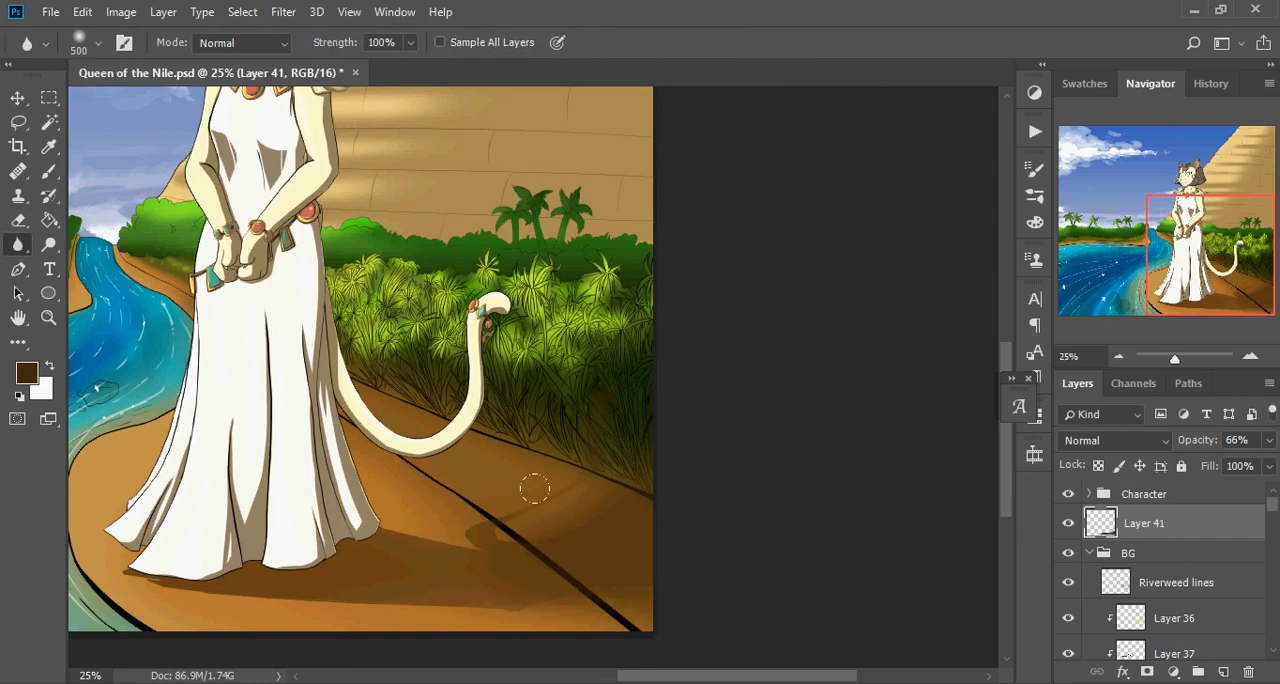 Ps File Edit Image Layer Type Select Filter 3D View Window Help
500 Mode: Normal Strength: 100% Sample All Layers
Queen of the Nile.psd @ 25% (Layer 41, RGB/16) * ×
Swatches Navigator History
25%
Layers Channels Paths
Kind
Normal Opacity: 66%
Lock: Fill: 100%
Character
Layer 41
BG
Riverweed lines
Layer 36
Layer 37
25% Doc: 86.9M/1.74G